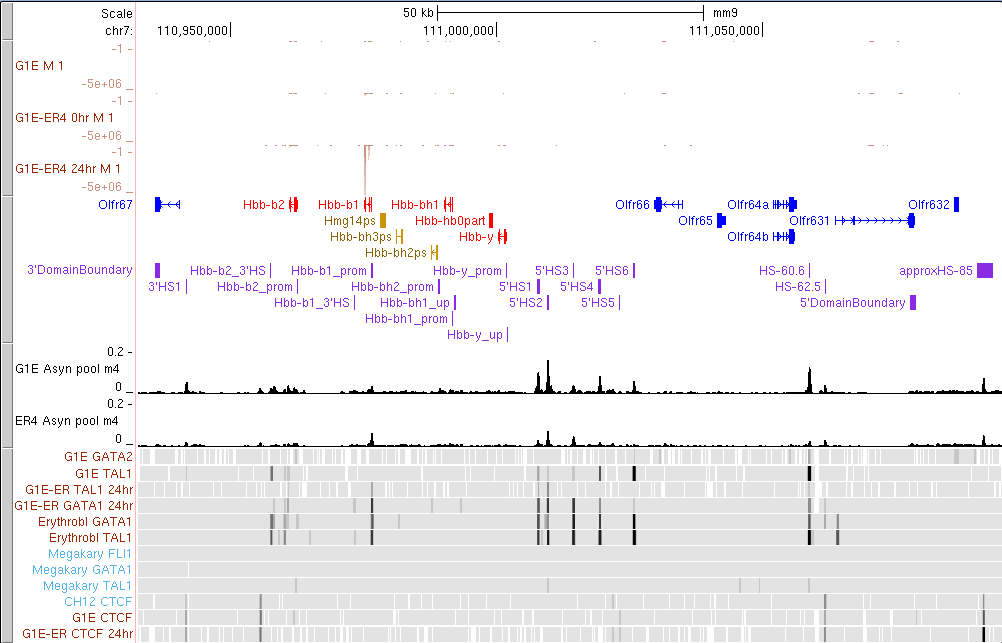 Scale 50 kb mm9
chr7: 110,950,000 111,000,000 111,050,000
-1 -
G1E M 1
-5e+06 _
-1 -
G1E-ER4 0hr M 1
-5e+06 _
-1 -
G1E-ER4 24hr M 1
-5e+06 _
Olfr67 Hbb-b2 Hbb-b1 Hbb-bh1 Olfr66 Olfr64a Olfr632
Hmg14ps Hbb-hb0part Olfr65 Olfr631
Hbb-bh3ps Hbb-y Olfr64b
Hbb-bh2ps
3'DomainBoundary Hbb-b2_3'HS Hbb-b1_prom Hbb-y_prom 5'HS3 5'HS6 HS-60.6 approxHS-85
3'HS1 Hbb-b2_prom Hbb-bh2_prom 5'HS1 5'HS4 HS-62.5
Hbb-b1_3'HS Hbb-bh1_up 5'HS2 5'HS5 5'DomainBoundary
Hbb-bh1_prom
Hbb-y_up
0.2 -
G1E Asyn pool m4
0 _
0.2 -
ER4 Asyn pool m4
0 _
G1E GATA2
G1E TAL1
G1E-ER TAL1 24hr
G1E-ER GATA1 24hr
Erythrobl GATA1
Erythrobl TAL1
Megakary FLI1
Megakary GATA1
Megakary TAL1
CH12 CTCF
G1E CTCF
G1E-ER CTCF 24hr